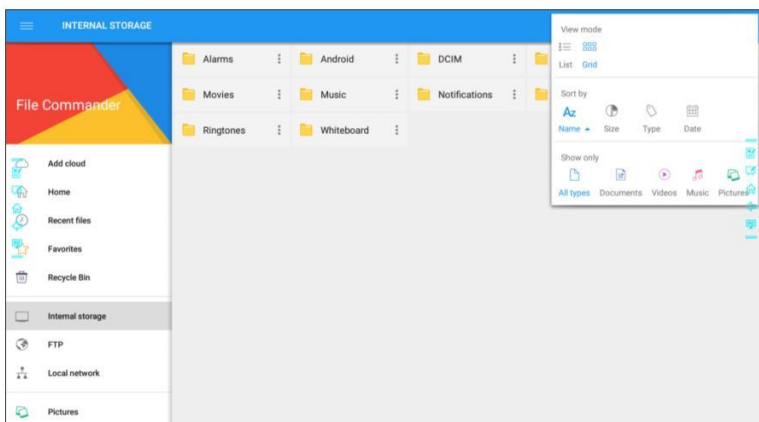 INTERNAL STORAGE
File Commander
Add cloud
Home
Recent files
Favorites
Recycle Bin
Internal storage
FTP
Local network
Pictures
Alarms
Android
DCIM
Movies
Music
Notifications
Ringtones
Whiteboard
View mode
List Grid
Sort by
Az
Name Size Type Date
Show only
All types Documents Videos Music Pictures